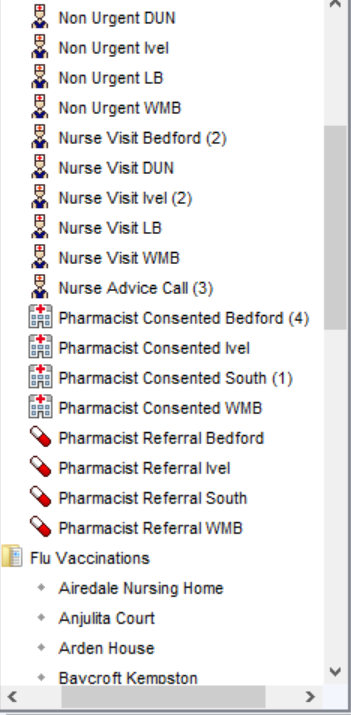 Non Urgent DUN
Non Urgent Ivel
Non Urgent LB
Non Urgent WMB
Nurse Visit Bedford (2)
Nurse Visit DUN
Nurse Visit Ivel (2)
Nurse Visit LB
Nurse Visit WMB
Nurse Advice Call (3)
Pharmacist Consented Bedford (4)
Pharmacist Consented Ivel
Pharmacist Consented South (1)
Pharmacist Consented WMB
Pharmacist Referral Bedford
Pharmacist Referral Ivel
Pharmacist Referral South
Pharmacist Referral WMB
Flu Vaccinations
Airedale Nursing Home
Anjulita Court
Arden House
Baycroft Kempston